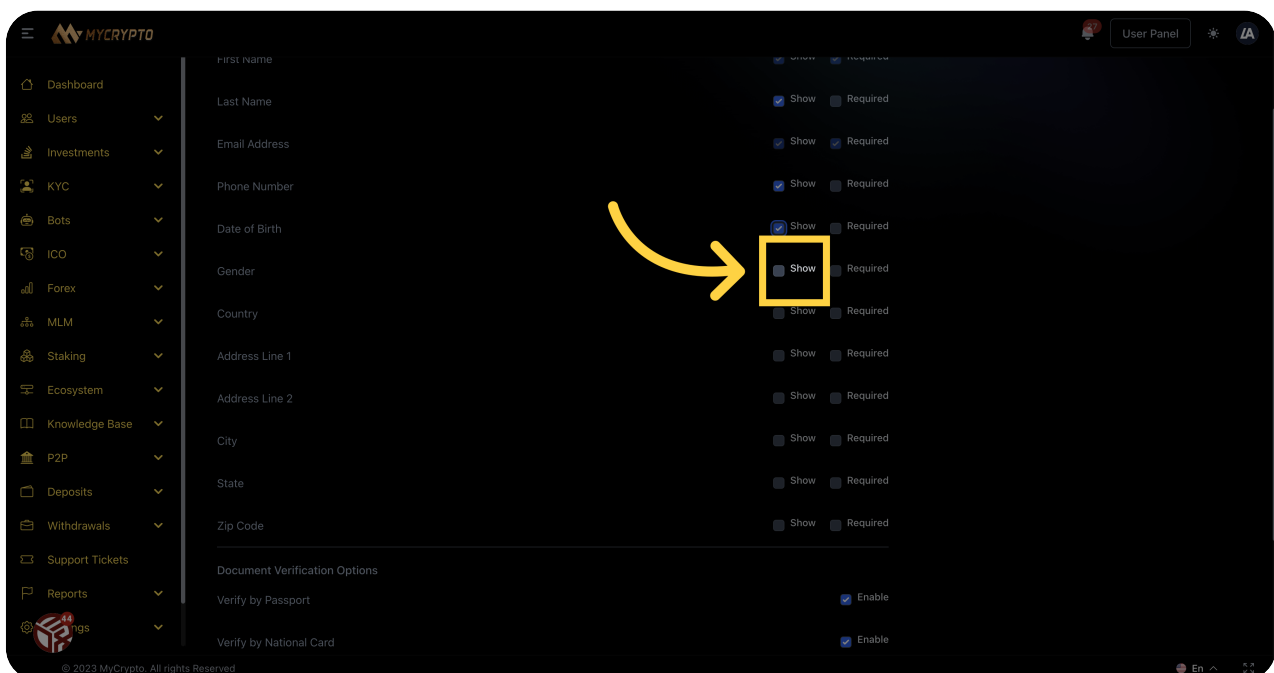 MYCRYPTO
27
User Panel
First Name Show Required
Dashboard
Last Name Show Required
Users
Email Address Show Required
Investments
Phone Number Show Required
KYC
Bots
Date of Birth Show Required
ICO
Gender Show Required
Forex
Country Show Required
MLM
Staking
Address Line 1 Show Required
Ecosystem
Address Line 2 Show Required
Knowledge Base
City Show Required
P2P
State Show Required
Deposits
Withdrawals
Zip Code Show Required
Support Tickets
Document Verification Options
Reports
Verify by Passport Enable
44
ngs
Verify by National Card Enable
© 2023 MyCrypto. All rights Reserved
En